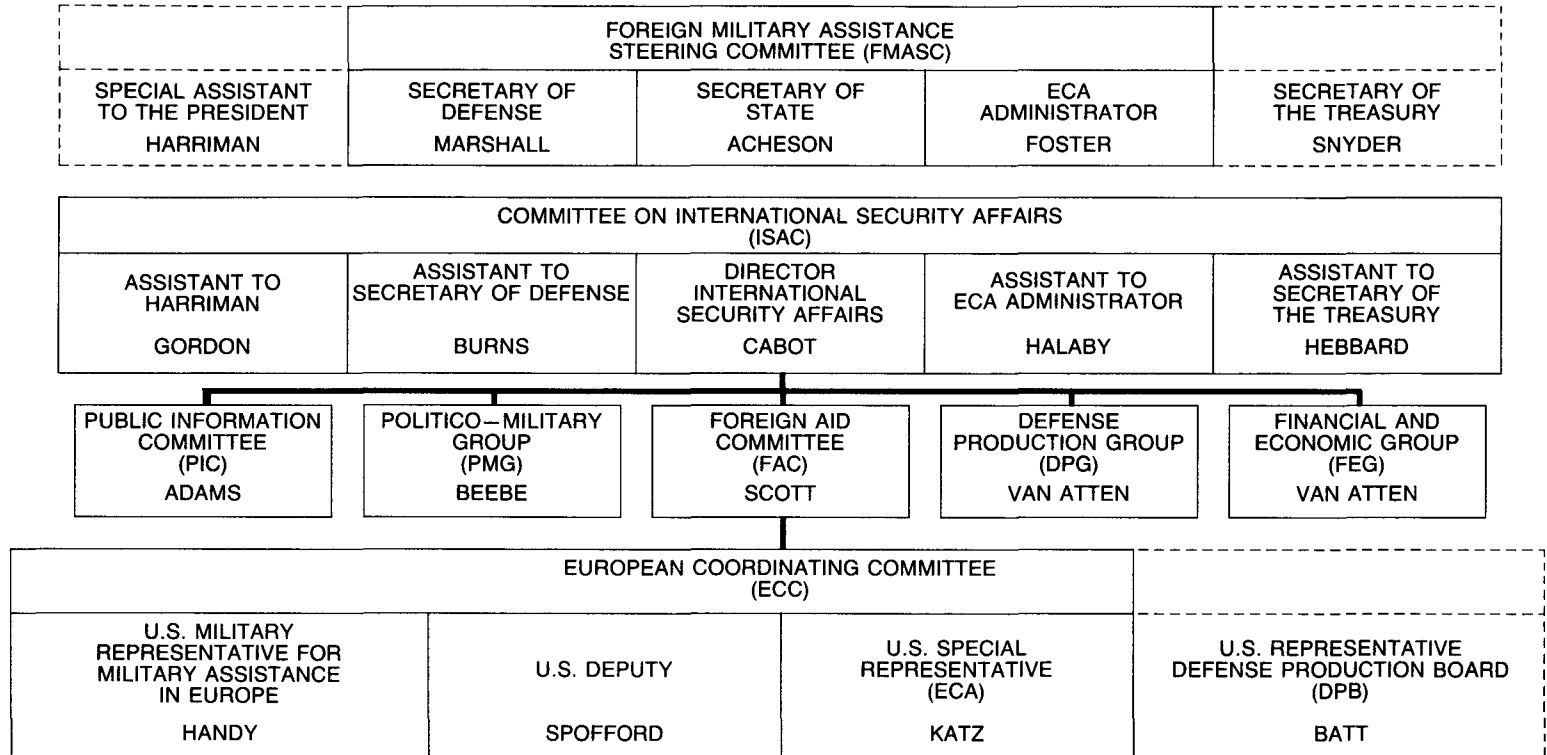 FOREIGN MILITARY ASSISTANCE
STEERING COMMITTEE (FMASC)
SPECIAL ASSISTANT
TO THE PRESIDENT
HARRIMAN
SECRETARY OF
DEFENSE
MARSHALL
SECRETARY OF
STATE
ACHESON
ECA
ADMINISTRATOR
FOSTER
SECRETARY OF
THE TREASURY
SNYDER
COMMITTEE ON INTERNATIONAL SECURITY AFFAIRS
(ISAC)
ASSISTANT TO
HARRIMAN
GORDON
ASSISTANT TO
SECRETARY OF DEFENSE
BURNS
DIRECTOR
INTERNATIONAL
SECURITY AFFAIRS
CABOT
ASSISTANT TO
ECA ADMINISTRATOR
HALABY
ASSISTANT TO
SECRETARY OF
THE TREASURY
HEBBARD
PUBLIC INFORMATION
COMMITTEE
(PIC)
ADAMS
POLITICO–MILITARY
GROUP
(PMG)
BEEBE
FOREIGN AID
COMMITTEE
(FAC)
SCOTT
DEFENSE
PRODUCTION GROUP
(DPG)
VAN ATTEN
FINANCIAL AND
ECONOMIC GROUP
(FEG)
VAN ATTEN
EUROPEAN COORDINATING COMMITTEE
(ECC)
U.S. MILITARY
REPRESENTATIVE FOR
MILITARY ASSISTANCE
IN EUROPE
HANDY
U.S. DEPUTY
SPOFFORD
U.S. SPECIAL
REPRESENTATIVE
(ECA)
KATZ
U.S. REPRESENTATIVE
DEFENSE PRODUCTION BOARD
(DPB)
BATT